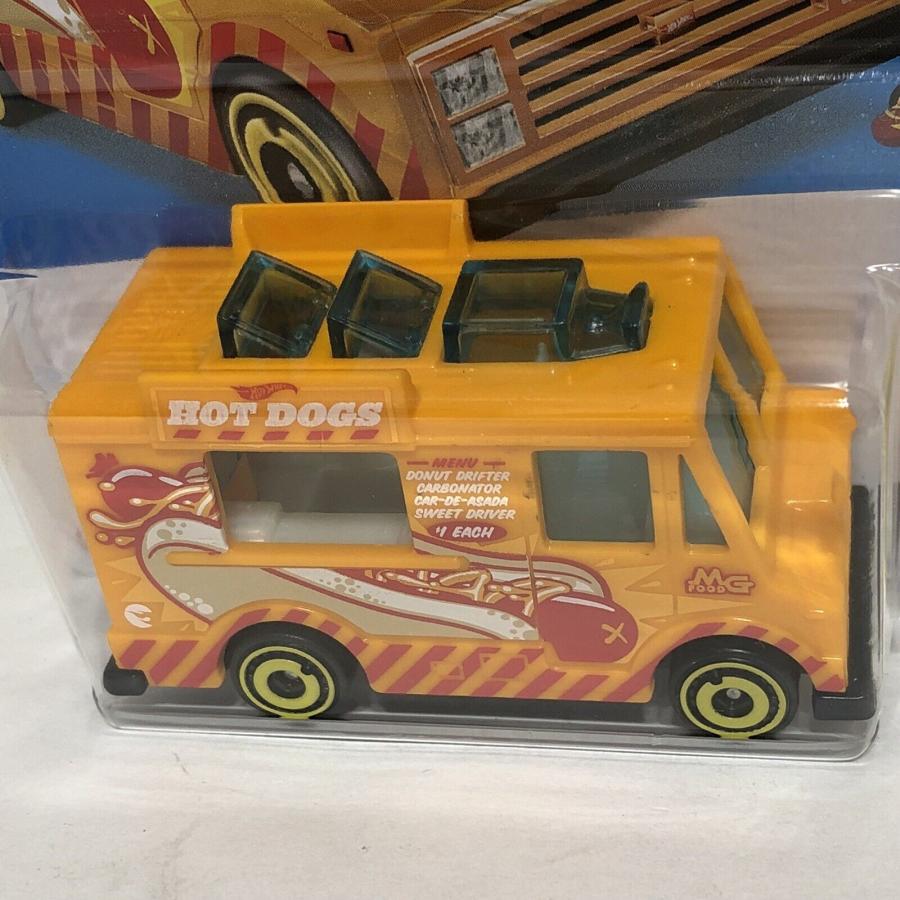 Hot Wheels
HOT DOGS
MENU
DONUT DRIFTER
CARBONATOR
CAR-DE-ASADA
SWEET DRIVER
$1 EACH
MG
FOOD